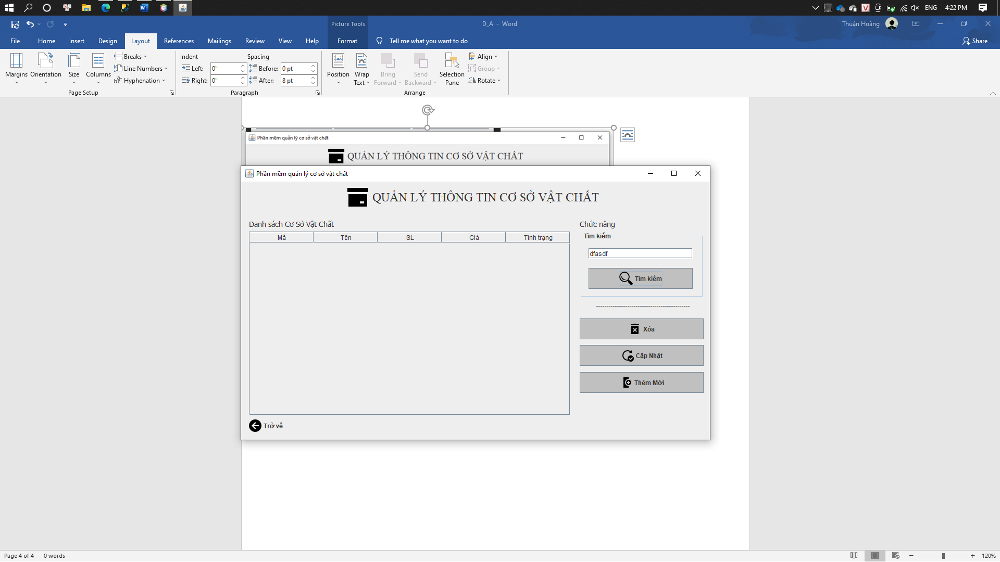 ENG 4:22 PM
Picture Tools D_A - Word Thuận Hoàng
File Home Insert Design Layout References Mailings Review View Help Format Tell me what you want to do Share
Margins Orientation Size Columns
Breaks
Line Numbers
Hyphenation
Page Setup
Indent Spacing
Left: 0" Before: 0 pt
Right: 0" After: 8 pt
Paragraph
Position
Wrap Text
Bring Forward
Send Backward
Selection Pane
Align
Group
Rotate
Arrange
Phần mềm quản lý cơ sở vật chất
QUẢN LÝ THÔNG TIN CƠ SỞ VẬT CHẤT
Phần mềm quản lý cơ sở vật chất
QUẢN LÝ THÔNG TIN CƠ SỞ VẬT CHẤT
Danh sách Cơ Sở Vật Chất
Mã Tên SL Giá Tình trạng
Chức năng
Tìm kiếm
dfasdf
Tìm kiếm
---------------------------------------------
Xóa
Cập Nhật
Thêm Mới
Trở về
Page 4 of 4 0 words 120%